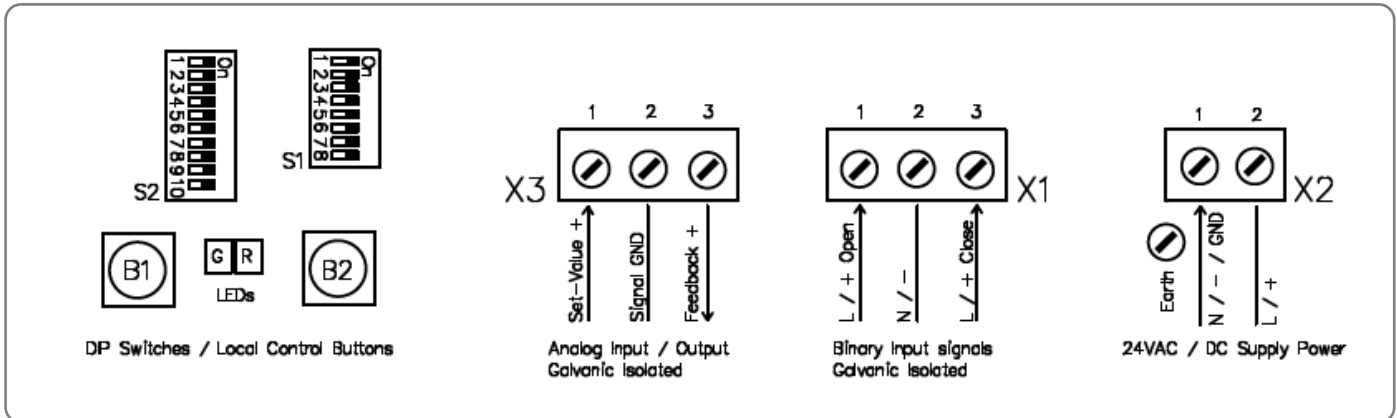 1 On
2
3
4
5
6
7
8
9
10
S2
1 On
2
3
4
5
6
7
8
S1
B1
G R
LEDs
B2
DIP Switches / Local Control Buttons
1 2 3
X3
Set-Value +
Signal GND
Feedback +
Analog Input / Output
Galvanic Isolated
1 2 3
X1
L / + Open
N / -
L / + Close
Binary Input signals
Galvanic Isolated
1 2
X2
Earth
N / - / GND
L / +
24VAC / DC Supply Power